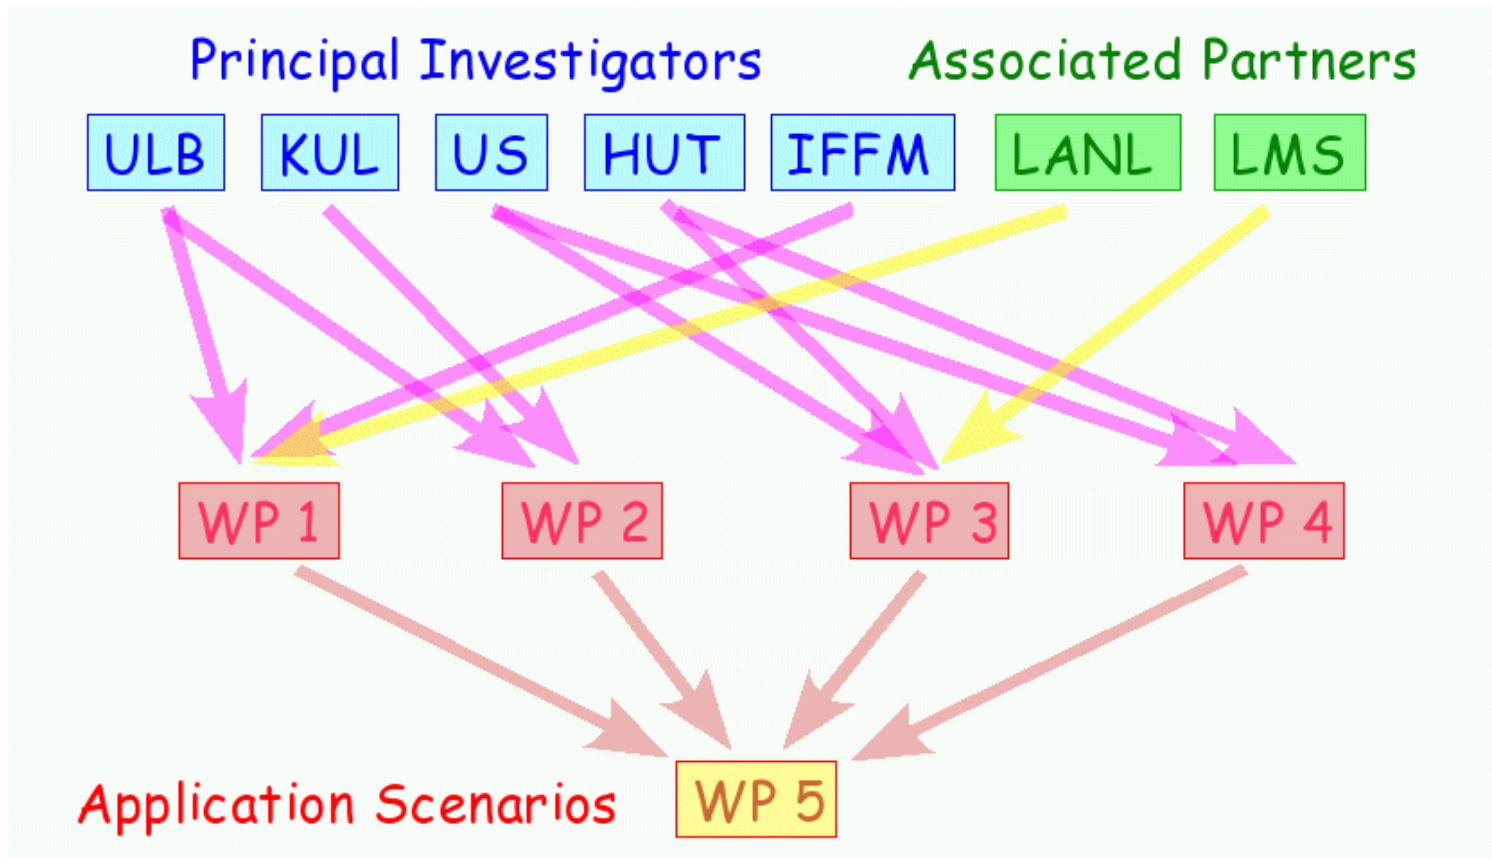 Principal Investigators
Associated Partners
ULB
KUL
US
HUT
IFFM
LANL
LMS
WP 1
WP 2
WP 3
WP 4
Application Scenarios
WP 5